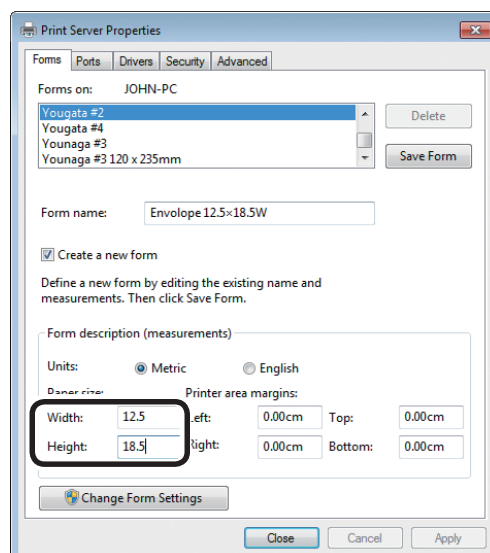 Print Server Properties
Forms Ports Drivers Security Advanced
Forms on: JOHN-PC
Yougata #2
Yougata #4
Younaga #3
Younaga #3 120 x 235mm
Delete
Save Form
Form name: Envolope 12.5×18.5W
Create a new form
Define a new form by editing the existing name and
measurements. Then click Save Form.
Form description (measurements)
Units: Metric English
Paper size: Printer area margins:
Width: 12.5 Left: 0.00cm Top: 0.00cm
Height: 18.5 Right: 0.00cm Bottom: 0.00cm
Change Form Settings
Close Cancel Apply